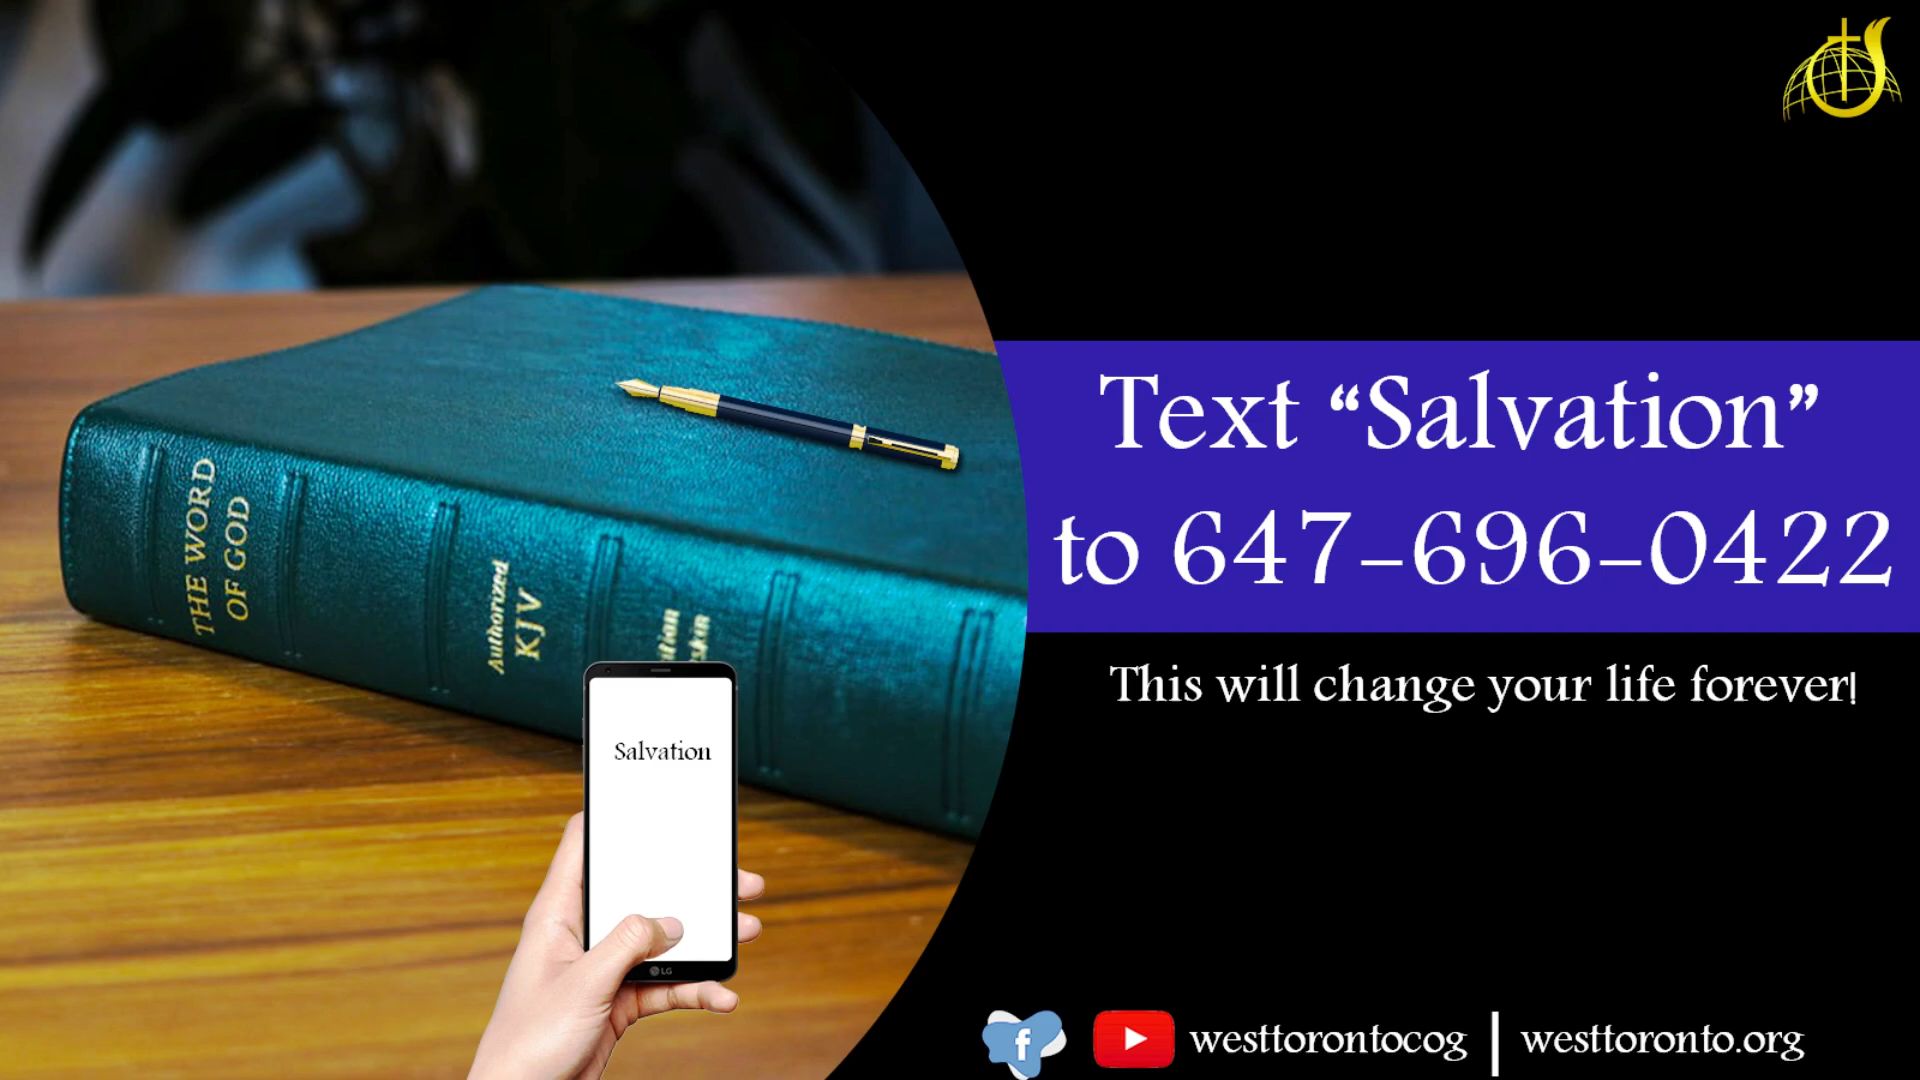 THE WORD
OF GOD
Authorized
KJV
Salvation
LG
Text “Salvation”
to 647-696-0422
This will change your life forever!
westtorontocog | westtoronto.org